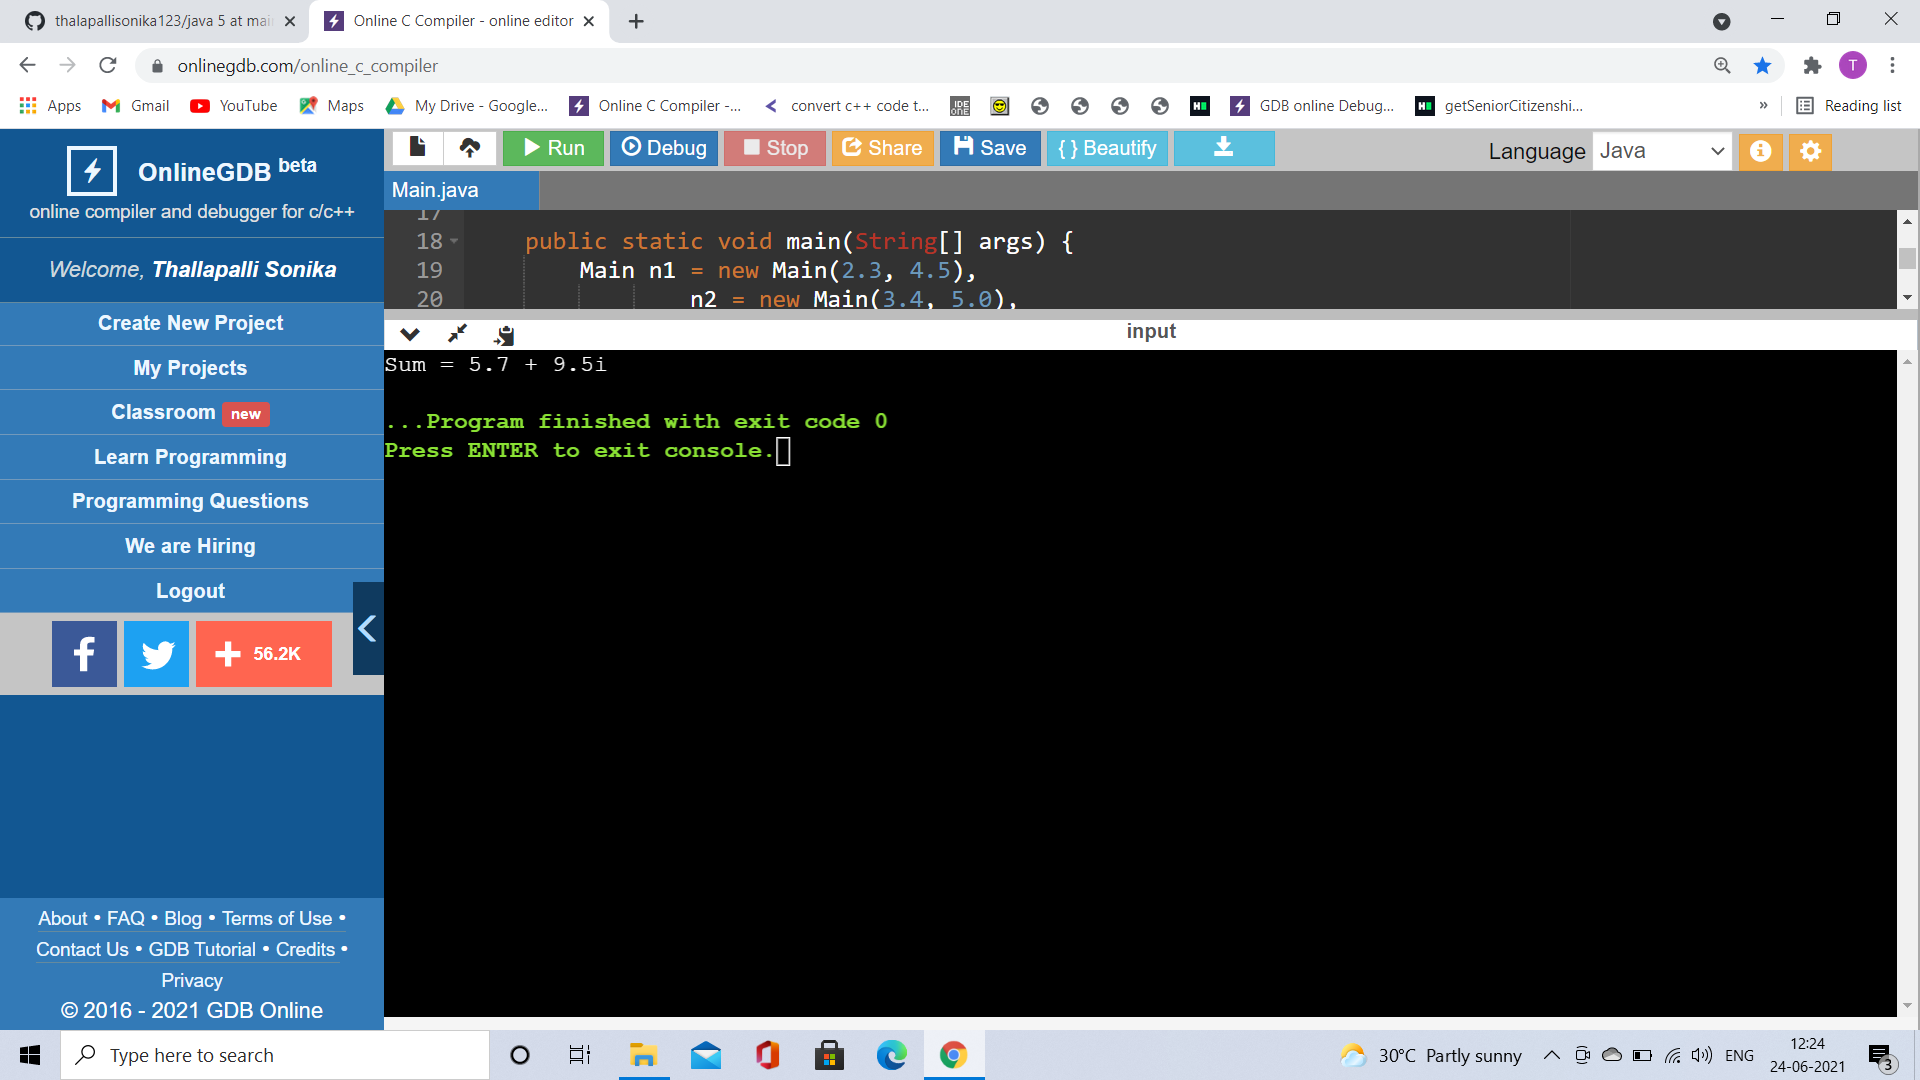 thalapallisonika123/java 5 at mai
Online C Compiler - online editor
onlinegdb.com/online_c_compiler
T
Apps
Gmail
YouTube
Maps
My Drive - Google...
Online C Compiler -...
convert c++ code t...
GDB online Debug...
getSeniorCitizenshi...
»
Reading list
OnlineGDB beta
online compiler and debugger for c/c++
Welcome, Thallapalli Sonika
Create New Project
My Projects
Classroom new
Learn Programming
Programming Questions
We are Hiring
Logout
f
+ 56.2K
About • FAQ • Blog • Terms of Use •
Contact Us • GDB Tutorial • Credits •
Privacy
© 2016 - 2021 GDB Online
Run
Debug
Stop
Share
Save
{ } Beautify
Language Java
Main.java
17
18 public static void main(String[] args) {
19 Main n1 = new Main(2.3, 4.5),
20 n2 = new Main(3.4, 5.0),
input
Sum = 5.7 + 9.5i
...Program finished with exit code 0
Press ENTER to exit console.
Type here to search
30°C Partly sunny
ENG
12:24
24-06-2021
3